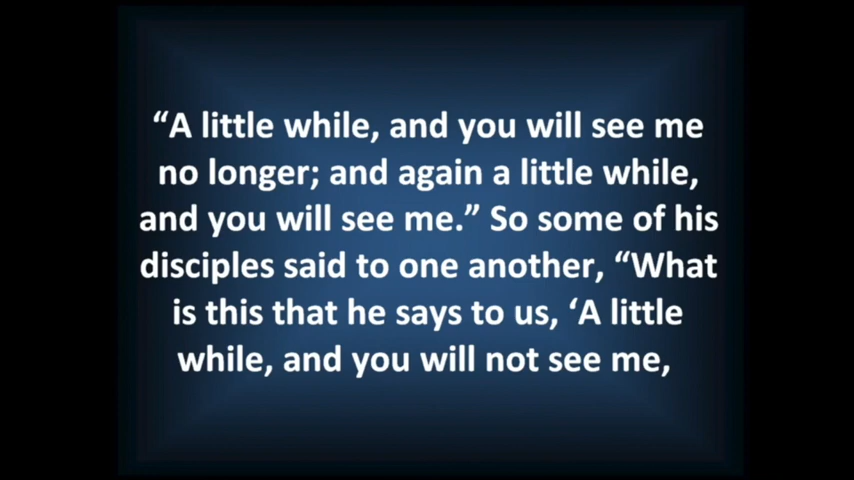 “A little while, and you will see me
no longer; and again a little while,
and you will see me.” So some of his
disciples said to one another, “What
is this that he says to us, ‘A little
while, and you will not see me,